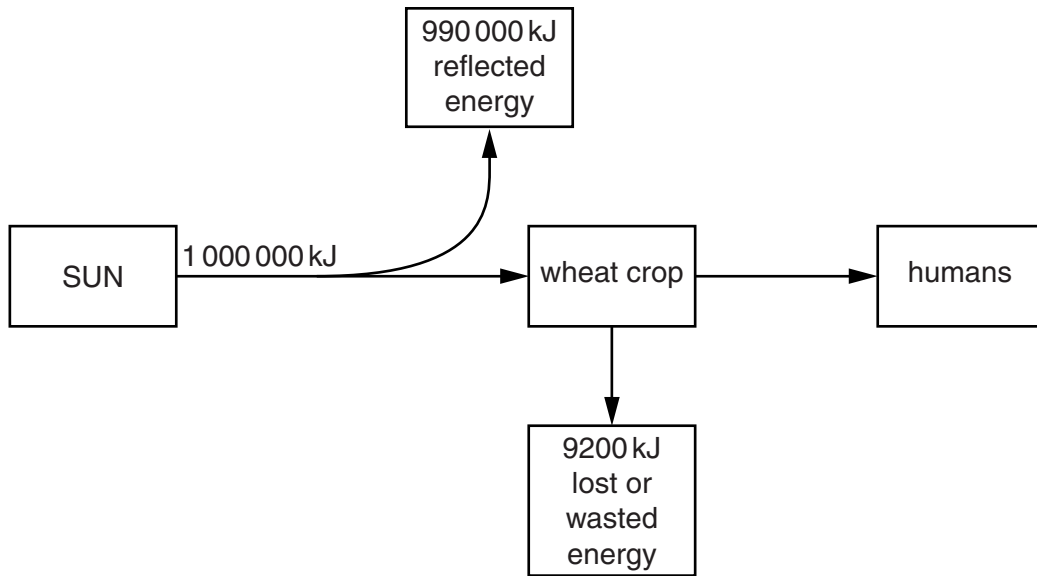 990 000 kJ
reflected
energy
1 000 000 kJ
SUN
wheat crop
humans
9200 kJ
lost or
wasted
energy